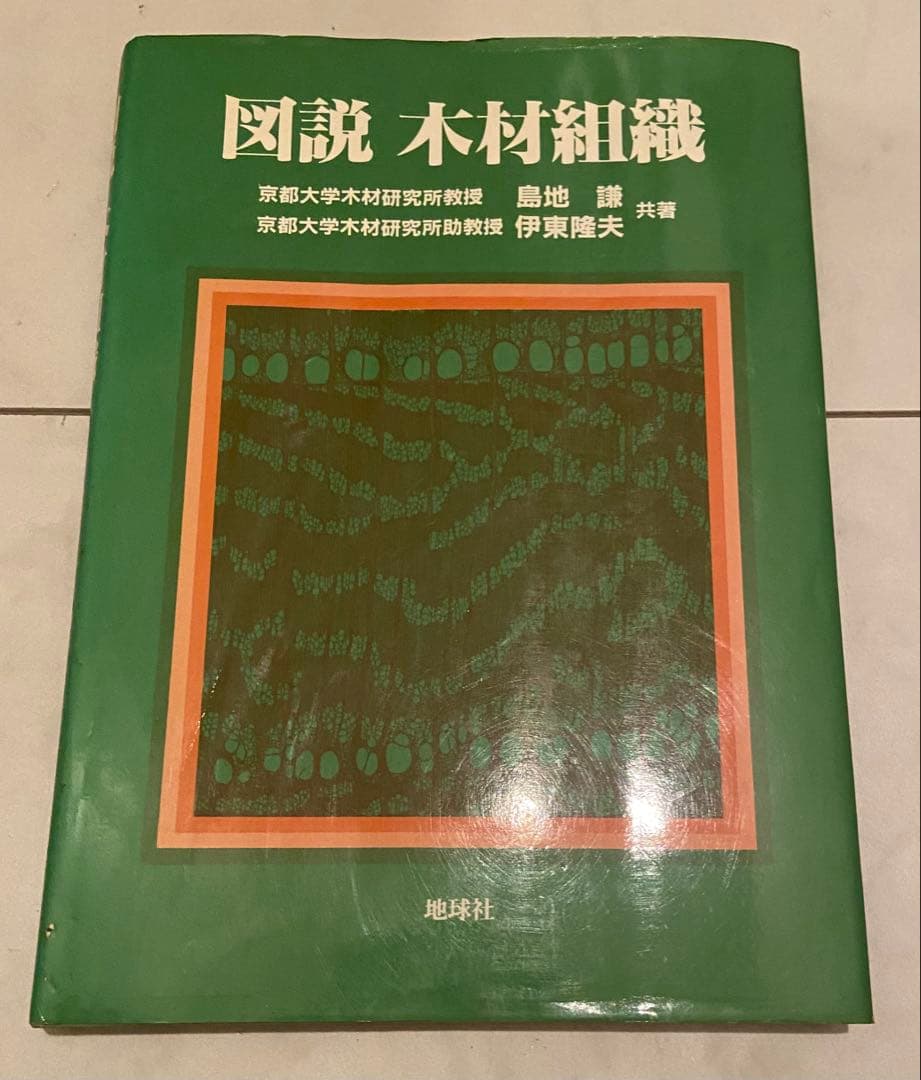 図説 木材組織
京都大学木材研究所教授 島地 謙
京都大学木材研究所助教授 伊東隆夫
共著
地球社